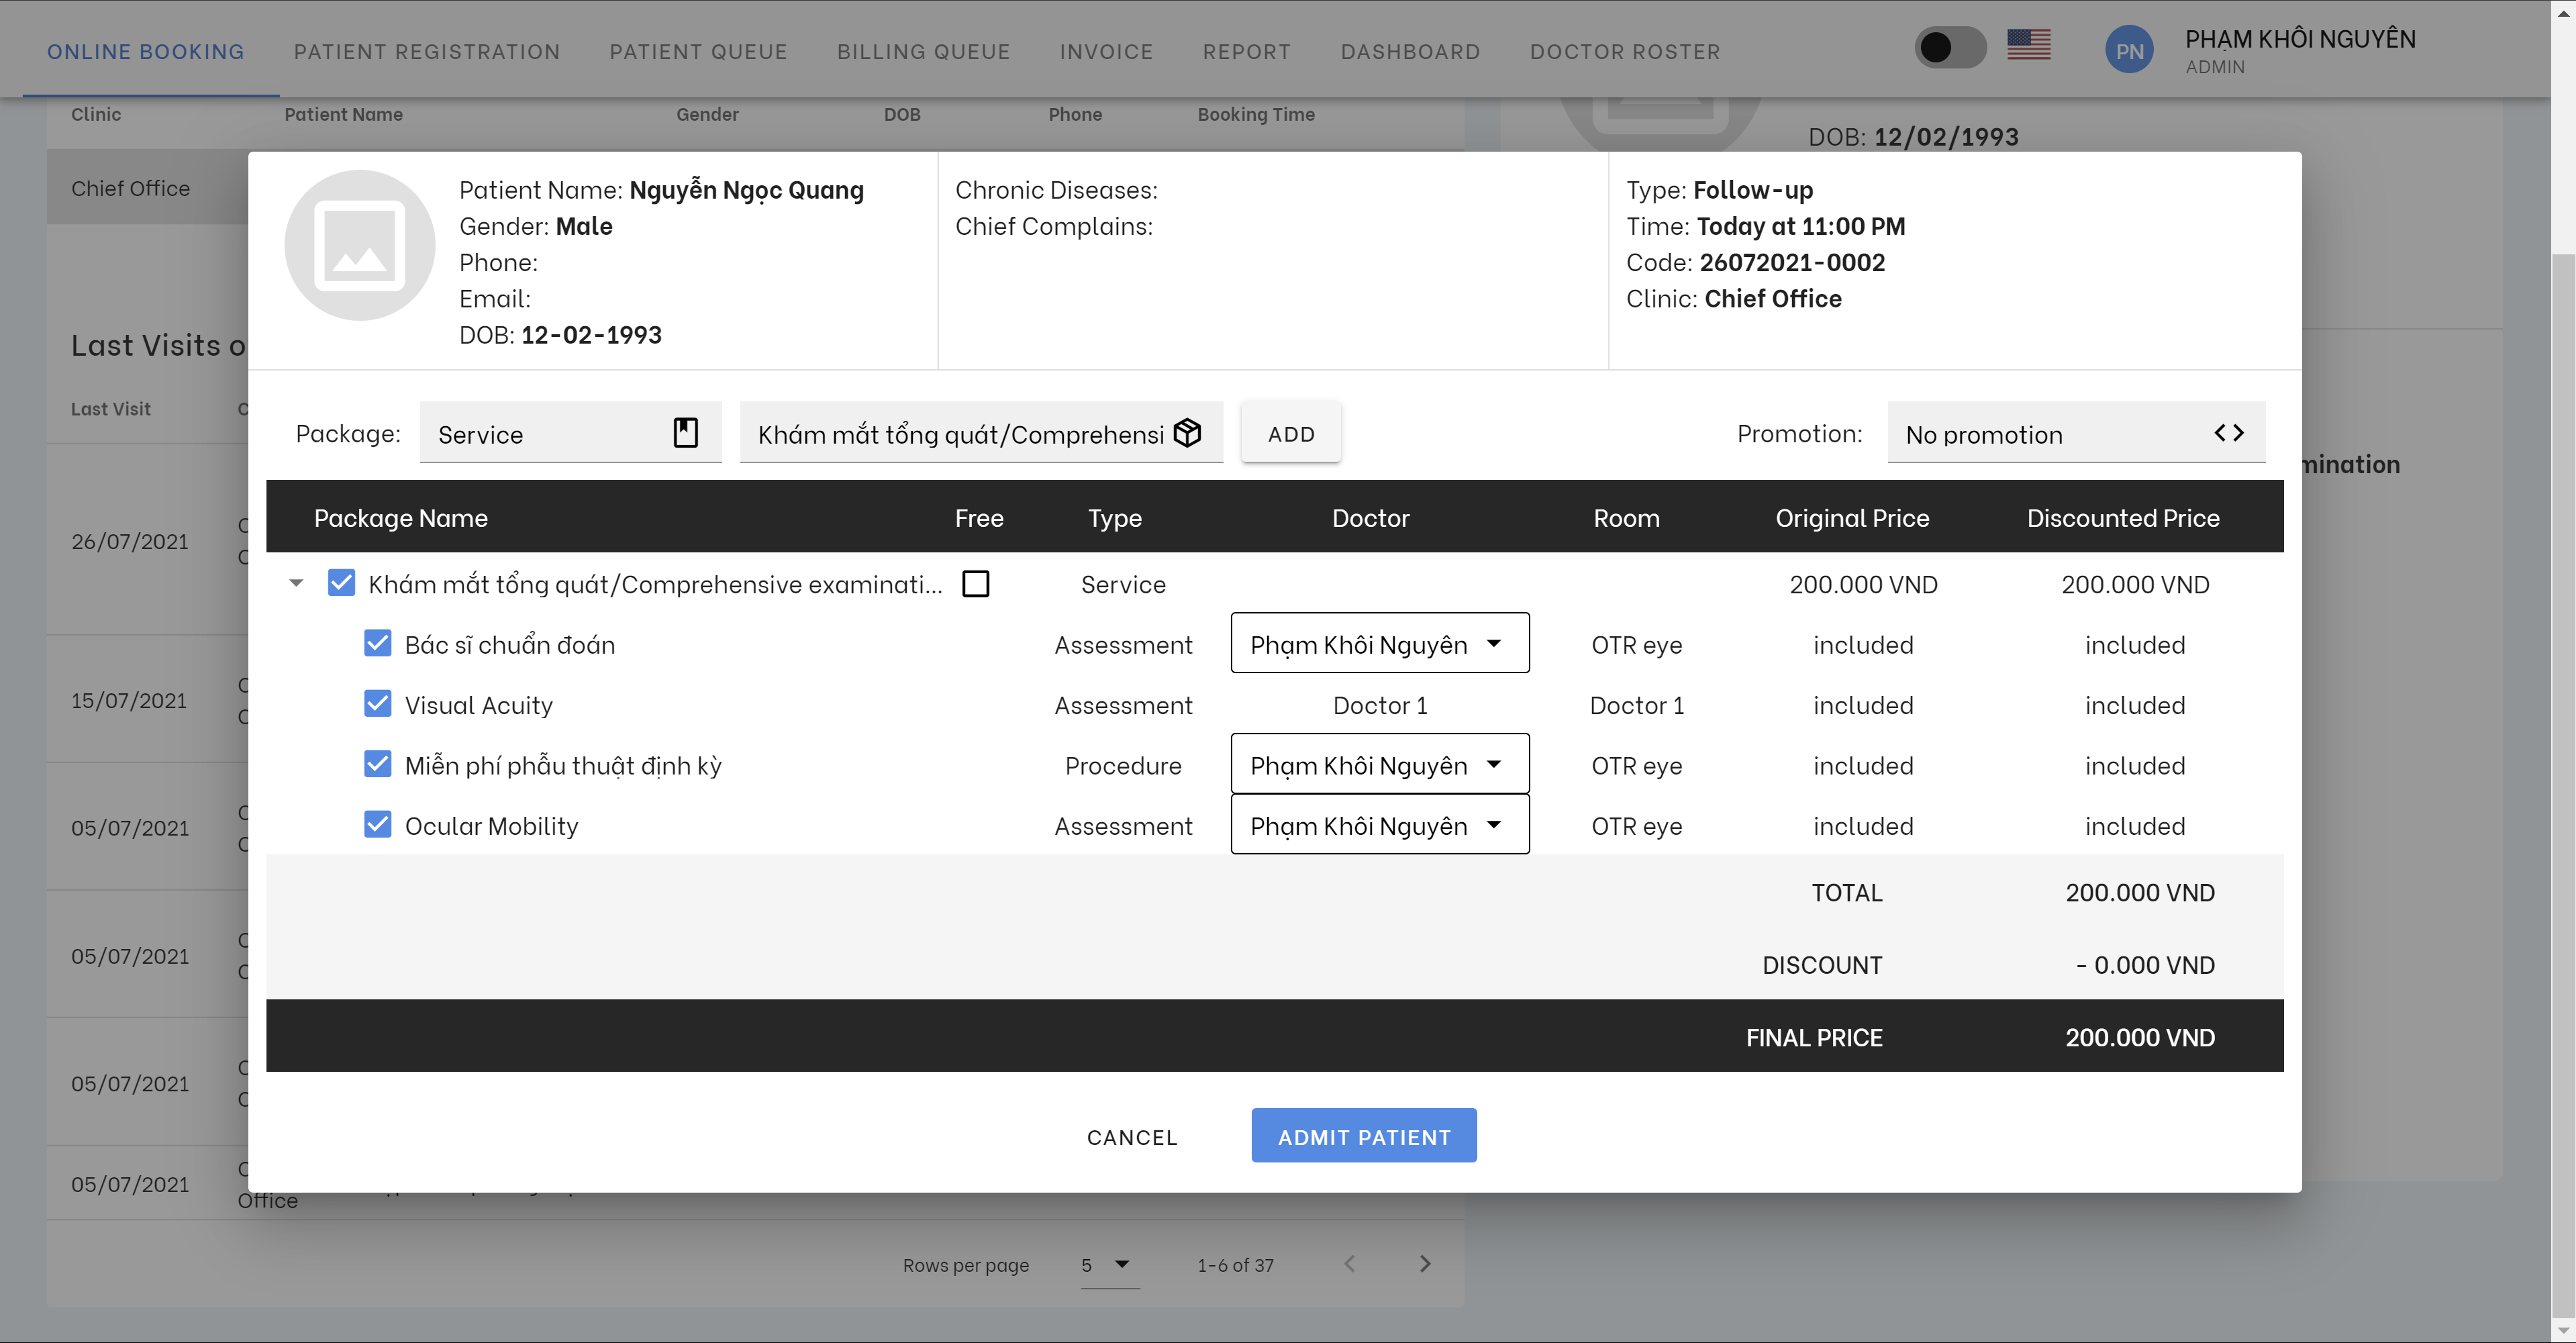 ONLINE BOOKING PATIENT REGISTRATION PATIENT QUEUE BILLING QUEUE INVOICE REPORT DASHBOARD DOCTOR ROSTER PN PHẠM KHÔI NGUYÊN
ADMIN
Clinic Patient Name Gender DOB Phone Booking Time
DOB: 12/02/1993
Chief Office
Patient Name: Nguyễn Ngọc Quang
Gender: Male
Phone:
Email:
DOB: 12-02-1993
Chronic Diseases:
Chief Complains:
Type: Follow-up
Time: Today at 11:00 PM
Code: 26072021-0002
Clinic: Chief Office
Last Visits o
Last Visit
Package: Service Khám mắt tổng quát/Comprehensi ADD Promotion: No promotion
mination
Package Name Free Type Doctor Room Original Price Discounted Price
Khám mắt tổng quát/Comprehensive examinati... Service 200.000 VND 200.000 VND
Bác sĩ chuẩn đoán Assessment Phạm Khôi Nguyên OTR eye included included
Visual Acuity Assessment Doctor 1 Doctor 1 included included
Miễn phí phẫu thuật định kỳ Procedure Phạm Khôi Nguyên OTR eye included included
Ocular Mobility Assessment Phạm Khôi Nguyên OTR eye included included
TOTAL 200.000 VND
DISCOUNT - 0.000 VND
FINAL PRICE 200.000 VND
CANCEL ADMIT PATIENT
26/07/2021
15/07/2021
05/07/2021
05/07/2021
05/07/2021
05/07/2021
Office
Rows per page 5 1-6 of 37